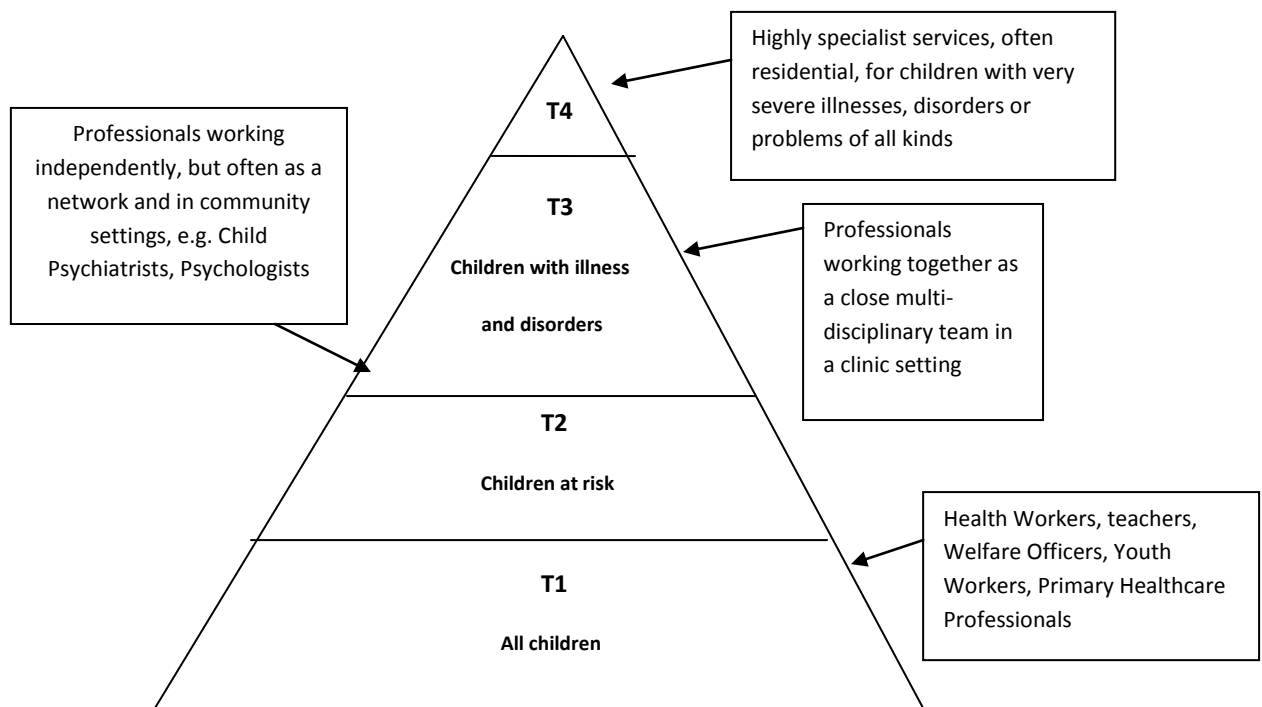 Highly specialist services, often
residential, for children with very
severe illnesses, disorders or
problems of all kinds
T4
Professionals working
independently, but often as a
network and in community
settings, e.g. Child
Psychiatrists, Psychologists
T3
Children with illness
and disorders
Professionals
working together as
a close multi-
disciplinary team in
a clinic setting
T2
Children at risk
Health Workers, teachers,
Welfare Officers, Youth
Workers, Primary Healthcare
Professionals
T1
All children